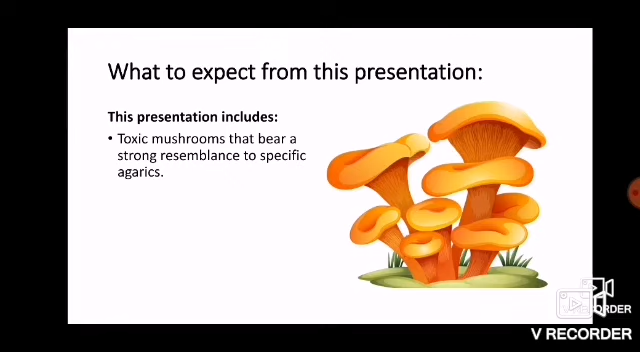 What to expect from this presentation:
This presentation includes:
• Toxic mushrooms that bear a
strong resemblance to specific
agarics.
V RECORDER
V RECORDER